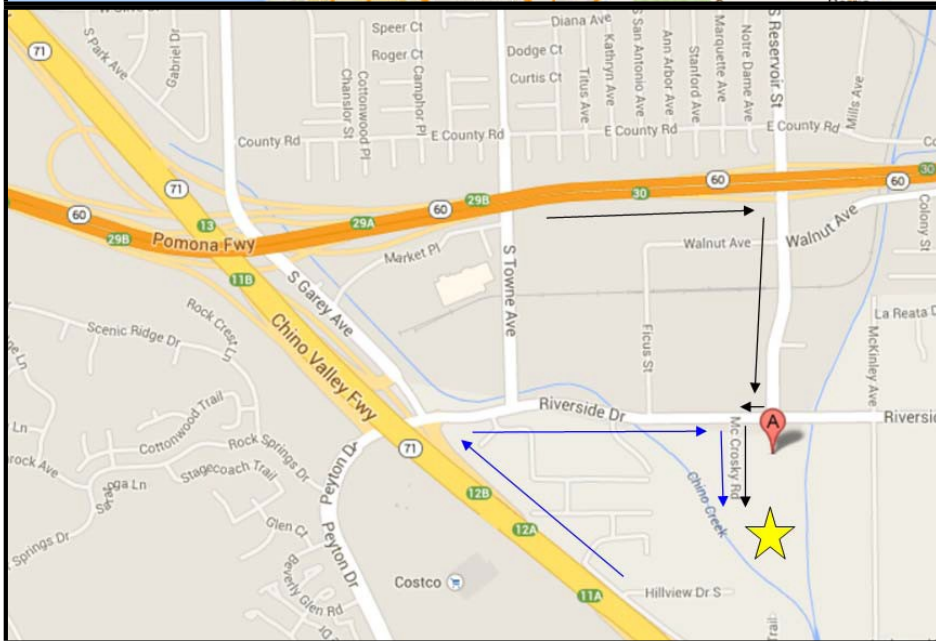 71
S Park Ave
Gabriel Dr
Speer Ct
Roger Ct
Chanslor St
Cottonwood Pl
Camphor Pl
Diana Ave
Dodge Ct
Curtis Ct
Titus Ave
Kathryn Ave
S San Antonio Ave
Ann Arbor Ave
Stanford Ave
Marquette Ave
Notre Dame Ave
S Reservoir St
Mills Ave
County Rd
E County Rd
E County Rd
E County Rd
71
60
60
60
60
60
30
30
29B
29A
29B
13
11B
Pomona Fwy
Market Pl
S Garey Ave
S Towne Ave
Walnut Ave
Walnut Ave
Colony St
Ficus St
La Reata
McKinley Ave
Scenic Ridge Dr
Rock Crest Ln
Chino Valley Fwy
Cottonwood Trail
Rock Springs Dr
Stagecoach Trail
Glen Ct
Beverly Glen Rd
Springs Dr
Peyton Dr
Peyton Dr
71
Riverside Dr
Mc Crosky Rd
A
Chino Creek
12B
12A
11A
Costco
Hillview Dr S